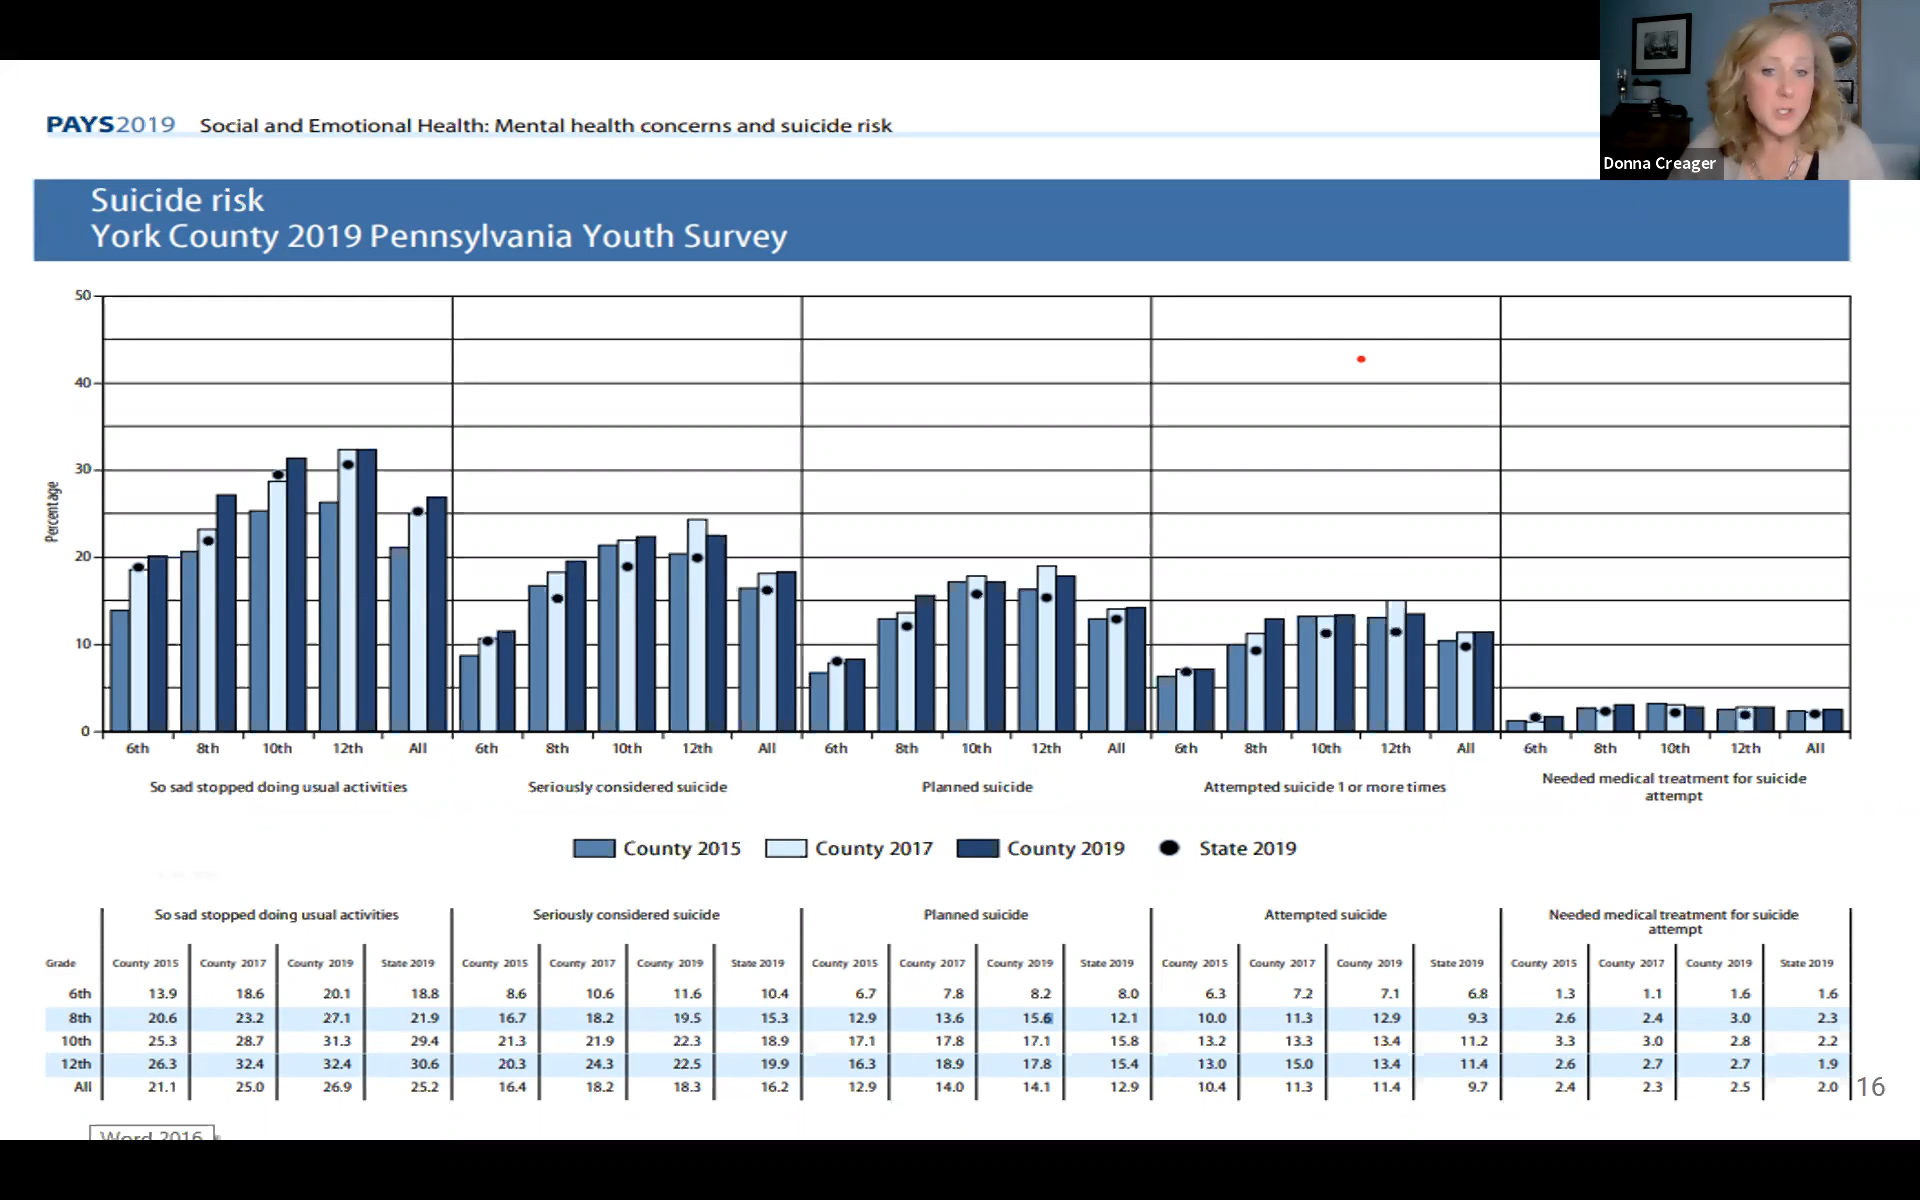 Donna Creager
PAYS2019 Social and Emotional Health: Mental health concerns and suicide risk
Suicide risk
York County 2019 Pennsylvania Youth Survey
50
40
30
20
10
0
Percentage
6th 8th 10th 12th All 6th 8th 10th 12th All 6th 8th 10th 12th All 6th 8th 10th 12th All 6th 8th 10th 12th All
So sad stopped doing usual activities Seriously considered suicide Planned suicide Attempted suicide 1 or more times Needed medical treatment for suicide
attempt
County 2015 County 2017 County 2019 State 2019
So sad stopped doing usual activities Seriously considered suicide Planned suicide Attempted suicide Needed medical treatment for suicide
attempt
Grade County 2015 County 2017 County 2019 State 2019 County 2015 County 2017 County 2019 State 2019 County 2015 County 2017 County 2019 State 2019 County 2015 County 2017 County 2019 State 2019 County 2015 County 2017 County 2019 State 2019
6th 13.9 18.6 20.1 18.8 8.6 10.6 11.6 10.4 6.7 7.8 8.2 8.0 6.3 7.2 7.1 6.8 1.3 1.1 1.6 1.6
8th 20.6 23.2 27.1 21.9 16.7 18.2 19.5 15.3 12.9 13.6 15.6 12.1 10.0 11.3 12.9 9.3 2.6 2.4 3.0 2.3
10th 25.3 28.7 31.3 29.4 21.3 21.9 22.3 18.9 17.1 17.8 17.1 15.8 13.2 13.3 13.4 11.2 3.3 3.0 2.8 2.2
12th 26.3 32.4 32.4 30.6 20.3 24.3 22.5 19.9 16.3 18.9 17.8 15.4 13.0 15.0 13.4 11.4 2.6 2.7 2.7 1.9
All 21.1 25.0 26.9 25.2 16.4 18.2 18.3 16.2 12.9 14.0 14.1 12.9 10.4 11.3 11.4 9.7 2.4 2.3 2.5 2.0
16
Word 2016